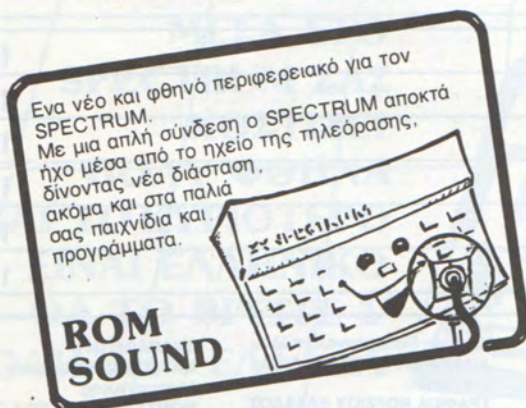 Ενα νέο και φθηνό περιφερειακό για τον
SPECTRUM.
Με μια απλή σύνδεση ο SPECTRUM αποκτά
ήχο μέσα από το ηχείο της τηλεόρασης,
δίνοντας νέα διάσταση,
ακόμα και στα παλιά
σας παιχνίδια και
προγράμματα.
ROM
SOUND